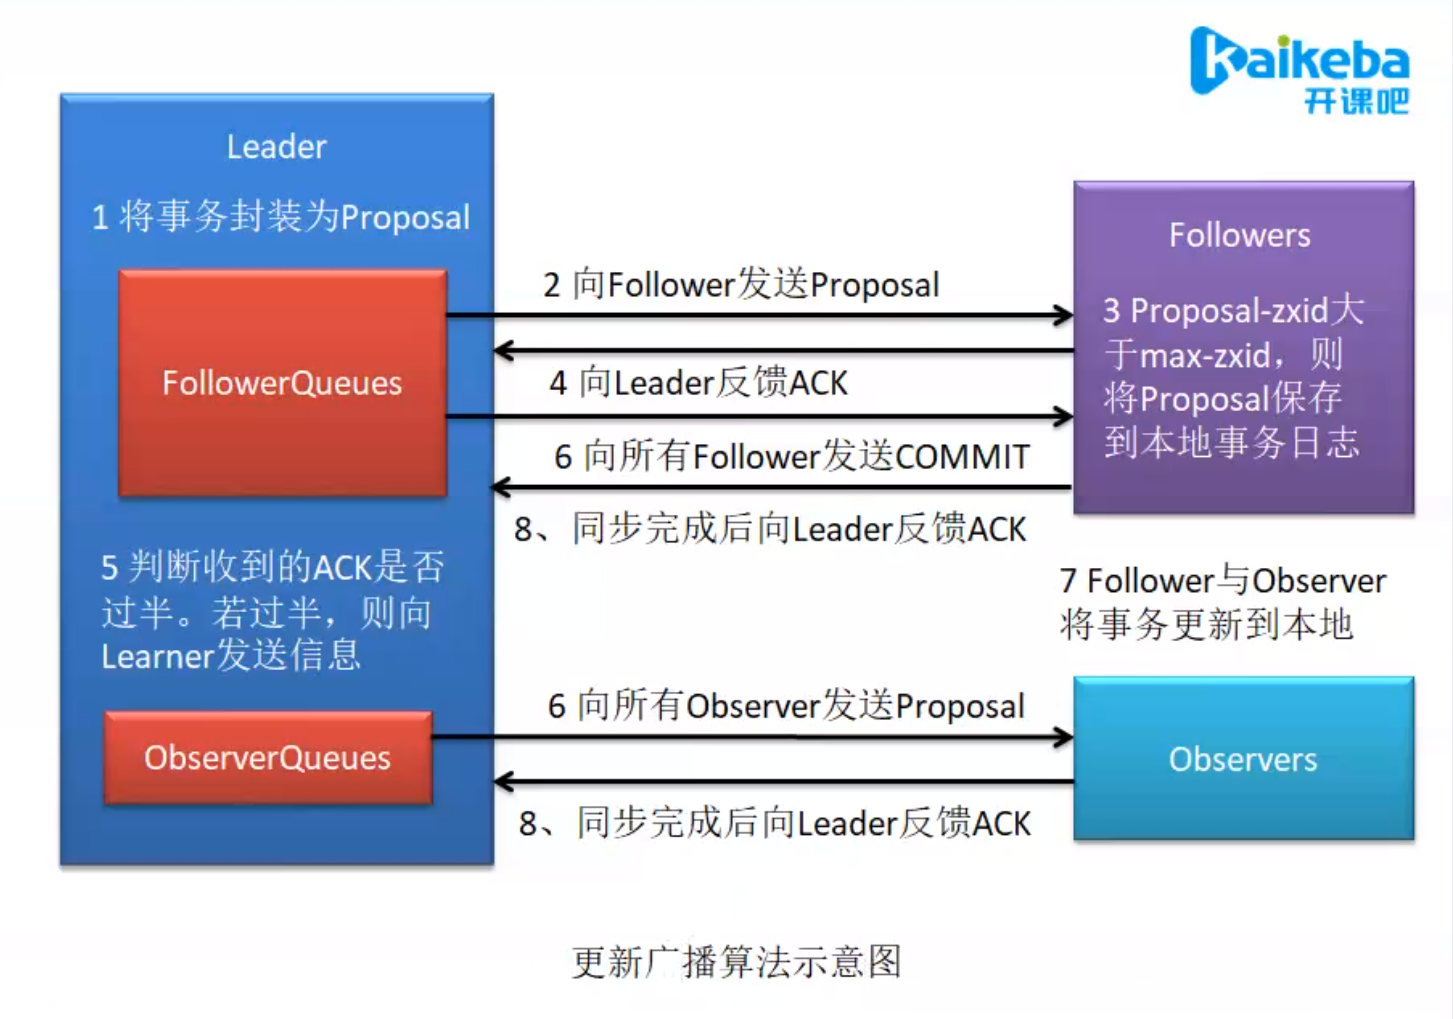 Kaikeba
开课吧
Leader
1 将事务封装为Proposal
FollowerQueues
2 向Follower发送Proposal
4 向Leader反馈ACK
6 向所有Follower发送COMMIT
8、同步完成后向Leader反馈ACK
Followers
3 Proposal-zxid大
于max-zxid，则
将Proposal保存
到本地事务日志
5 判断收到的ACK是否
过半。若过半，则向
Learner发送信息
7 Follower与Observer
将事务更新到本地
ObserverQueues
6 向所有Observer发送Proposal
8、同步完成后向Leader反馈ACK
Observers
更新广播算法示意图